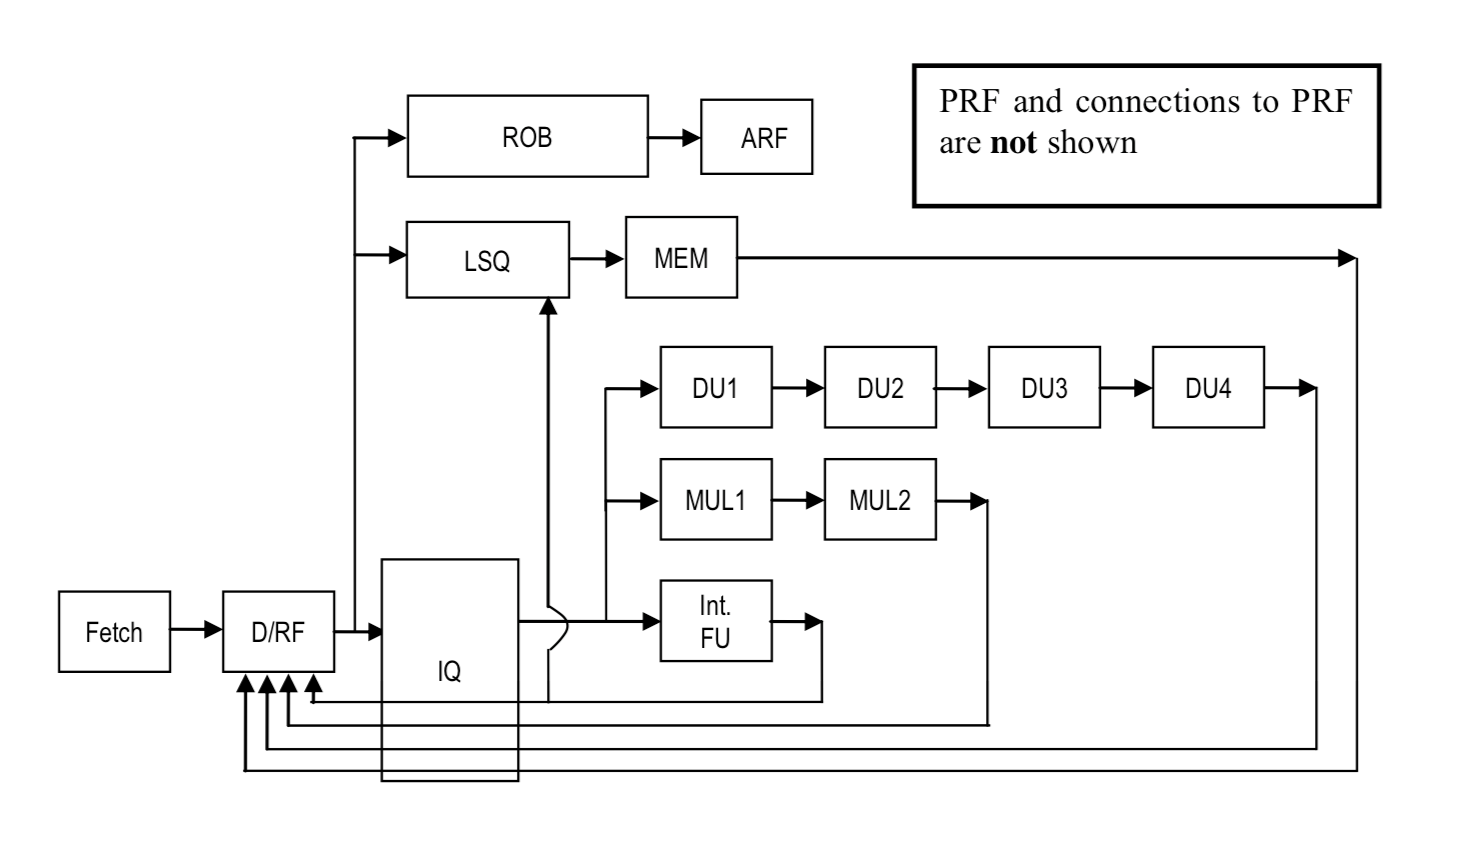 PRF and connections to PRF
are not shown
ROB
ARF
LSQ
MEM
DU1
DU2
DU3
DU4
MUL1
MUL2
Fetch
D/RF
IQ
Int.
FU